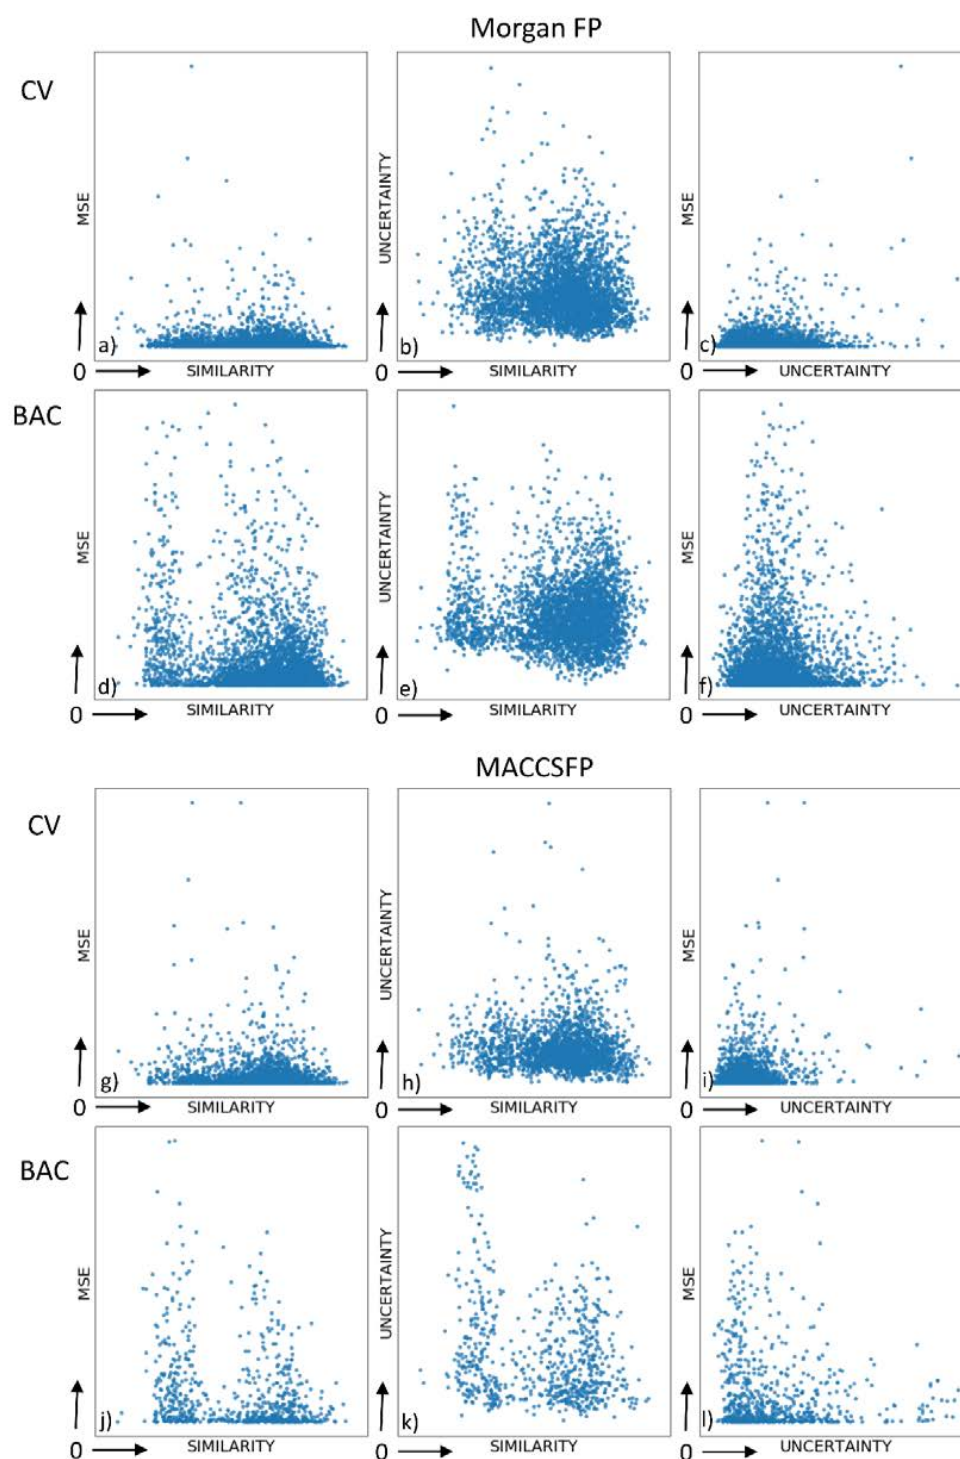 Morgan FP
CV
MSE
a)
0
SIMILARITY
UNCERTAINTY
b)
0
SIMILARITY
MSE
c)
0
UNCERTAINTY
BAC
MSE
d)
0
SIMILARITY
UNCERTAINTY
e)
0
SIMILARITY
MSE
f)
0
UNCERTAINTY
MACCSFP
CV
MSE
g)
0
SIMILARITY
UNCERTAINTY
h)
0
SIMILARITY
MSE
i)
0
UNCERTAINTY
BAC
MSE
j)
0
SIMILARITY
UNCERTAINTY
k)
0
SIMILARITY
MSE
l)
0
UNCERTAINTY